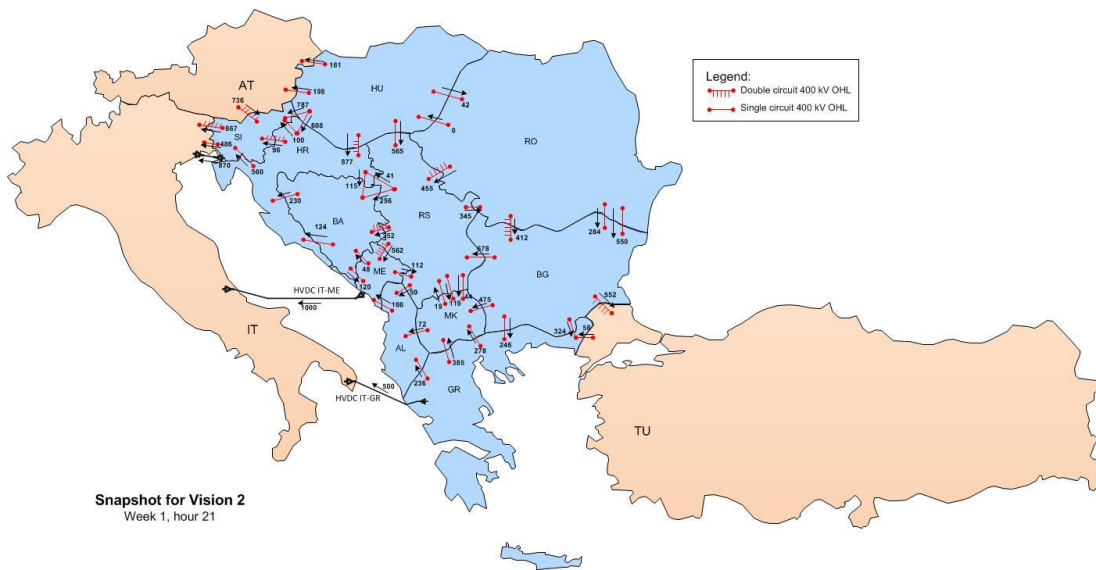 161
AT
Legend:
Double circuit 400 kV OHL
Single circuit 400 kV OHL
198
HU
42
736
787
0
867
608
SI
100
RO
486
96
HR
877
565
870
560
41
455
115
230
256
RS
345
BA
124
252
412
284
550
562
678
48
ME
112
BG
HVDC IT-ME
120
59
44
552
1000
166
19
119
475
MK
IT
72
324
58
AL
246
278
385
TU
500
236
HVDC IT-GR
GR
Snapshot for Vision 2
Week 1, hour 21